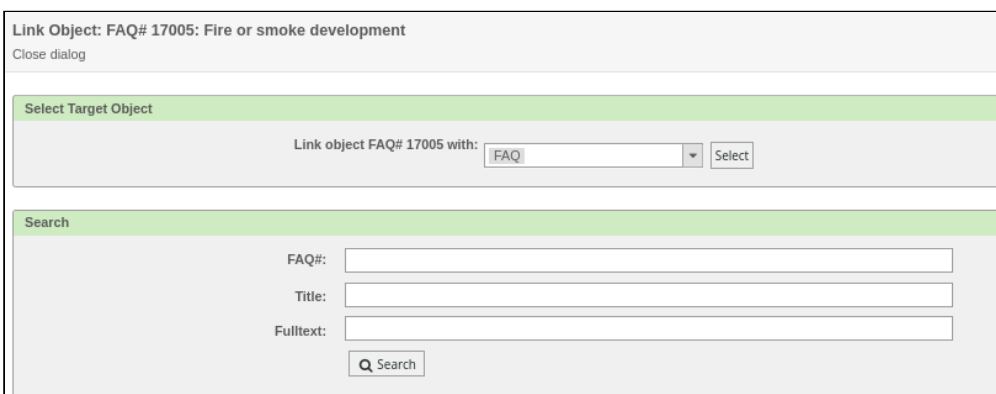 Link Object: FAQ# 17005: Fire or smoke development
Close dialog
Select Target Object
Link object FAQ# 17005 with: FAQ Select
Search
FAQ#:
Title:
Fulltext:
Search